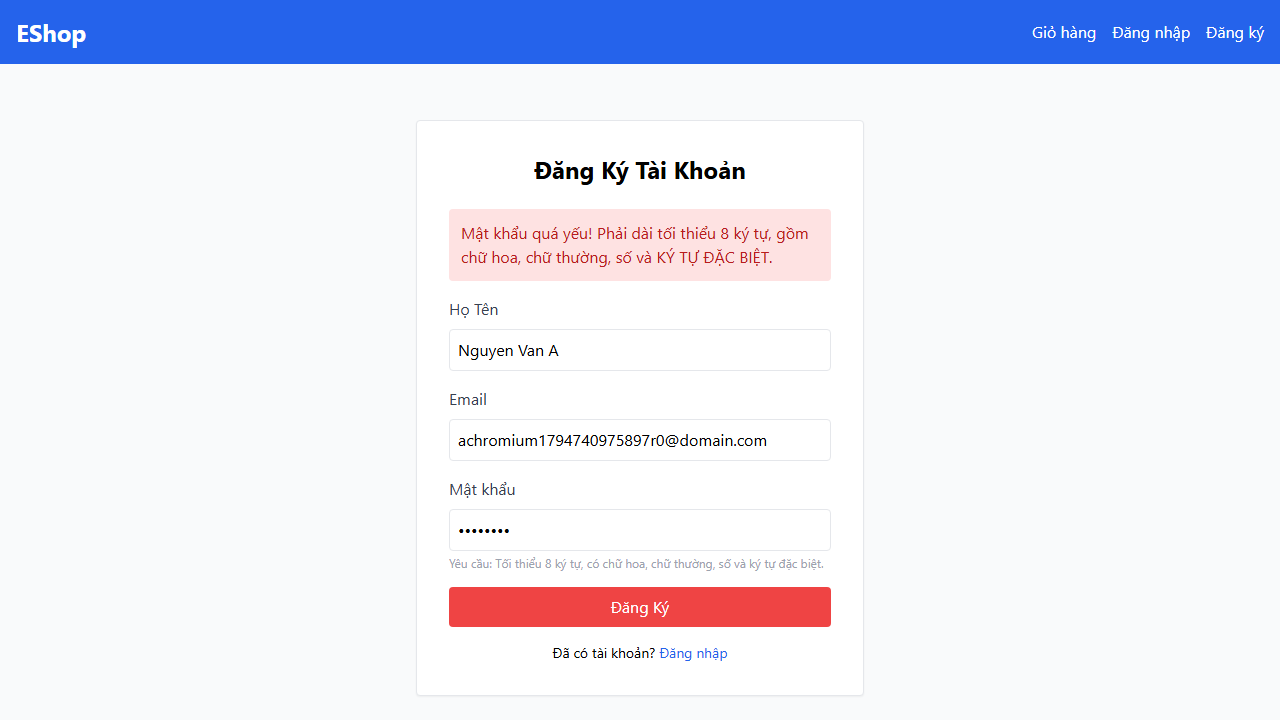 EShop
Giỏ hàng Đăng nhập Đăng ký
Đăng Ký Tài Khoản
Mật khẩu quá yếu! Phải dài tối thiểu 8 ký tự, gồm
chữ hoa, chữ thường, số và KÝ TỰ ĐẶC BIỆT.
Họ Tên
Nguyen Van A
Email
achromium1794740975897r0@domain.com
Mật khẩu
••••••••
Yêu cầu: Tối thiểu 8 ký tự, có chữ hoa, chữ thường, số và ký tự đặc biệt.
Đăng Ký
Đã có tài khoản? Đăng nhập